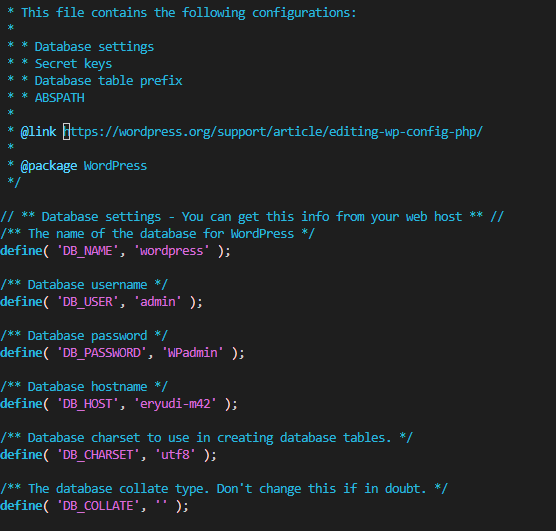 * This file contains the following configurations:
*
* * Database settings
* * Secret keys
* * Database table prefix
* * ABSPATH
*
* @link https://wordpress.org/support/article/editing-wp-config-php/
*
* @package WordPress
*/
// ** Database settings - You can get this info from your web host ** //
/** The name of the database for WordPress */
define( 'DB_NAME', 'wordpress' );
/** Database username */
define( 'DB_USER', 'admin' );
/** Database password */
define( 'DB_PASSWORD', 'WPadmin' );
/** Database hostname */
define( 'DB_HOST', 'eryudi-m42' );
/** Database charset to use in creating database tables. */
define( 'DB_CHARSET', 'utf8' );
/** The database collate type. Don't change this if in doubt. */
define( 'DB_COLLATE', '' );